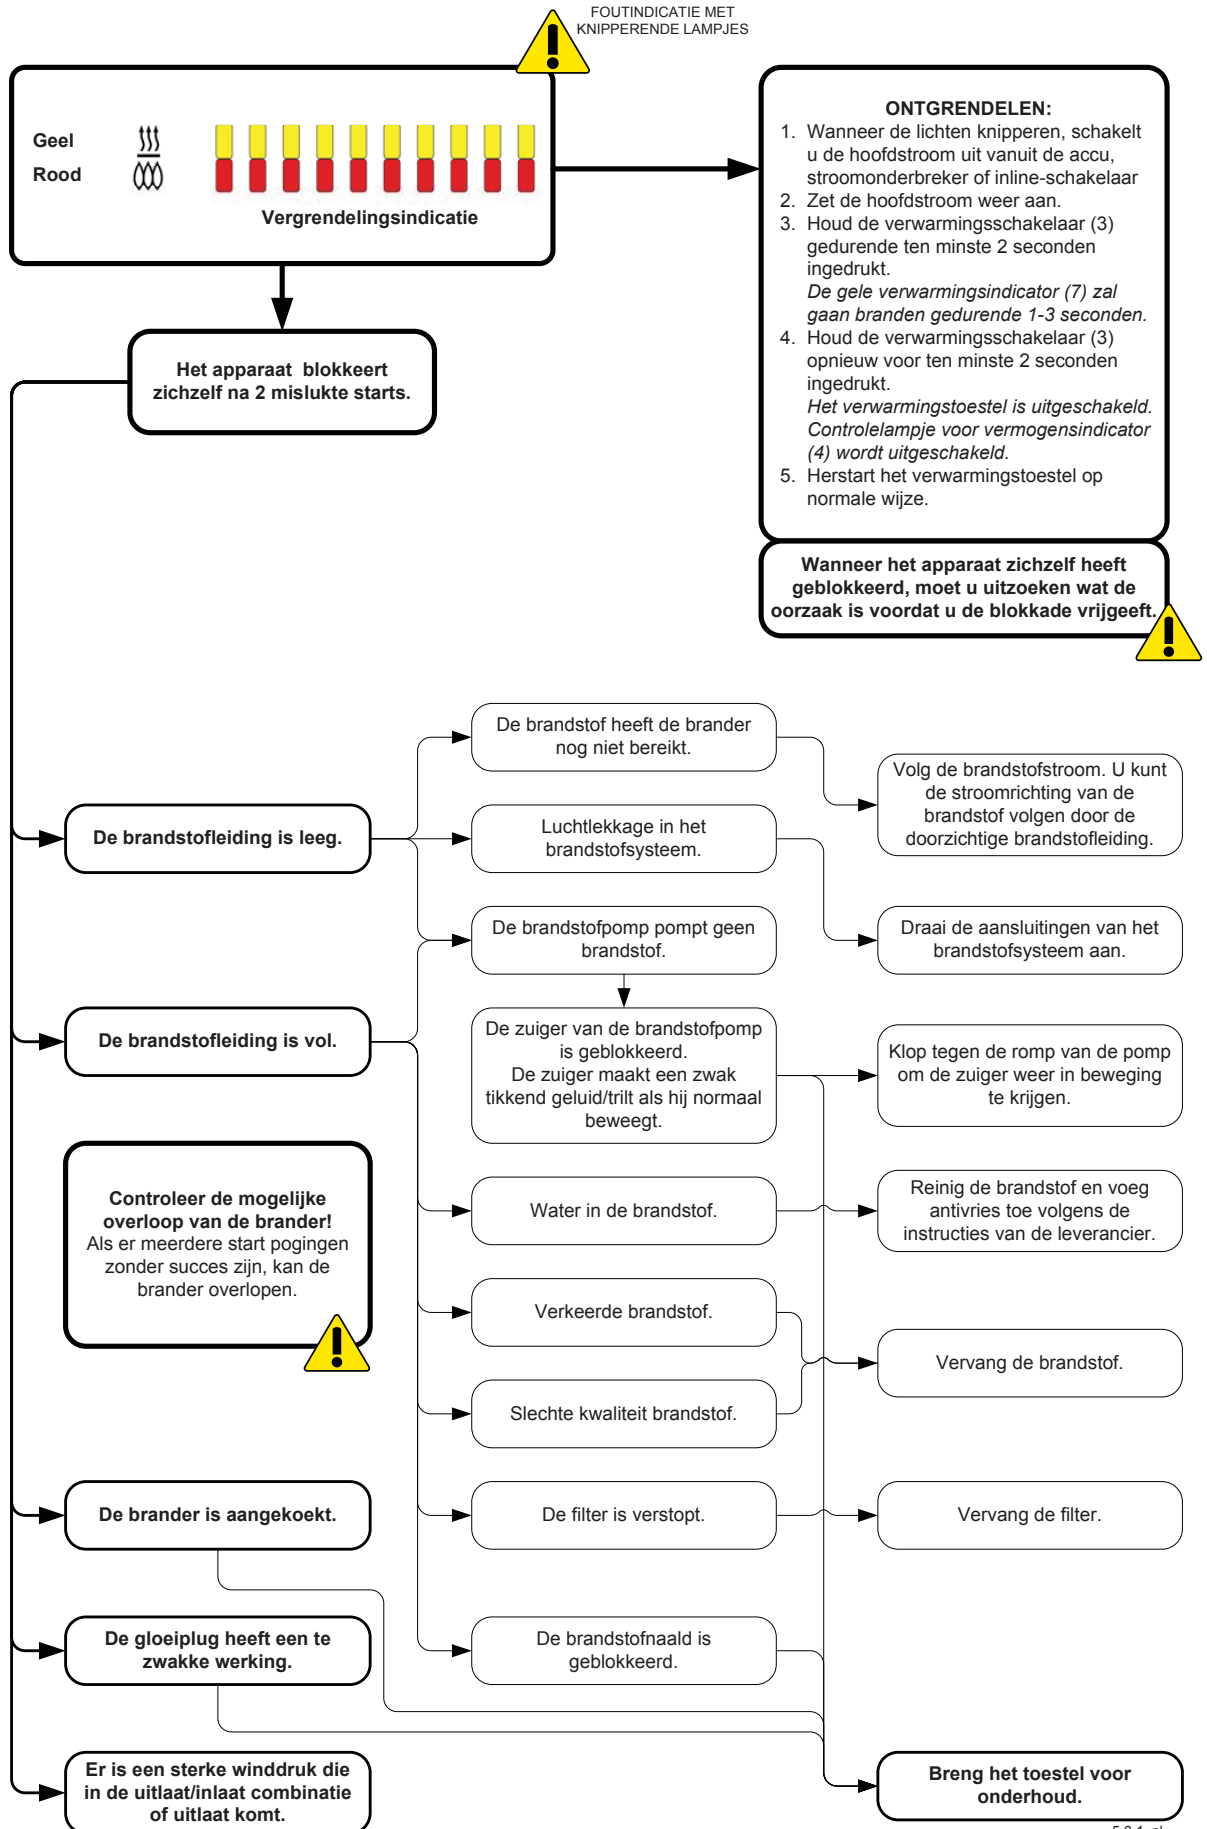 FOUTINDICATIE MET
KNIPPERENDE LAMPJES
Geel
Rood
Vergrendelingsindicatie
ONTGRENDELEN:
1. Wanneer de lichten knipperen, schakelt
u de hoofdstroom uit vanuit de accu,
stroomonderbreker of inline-schakelaar
2. Zet de hoofdstroom weer aan.
3. Houd de verwarmingsschakelaar (3)
gedurende ten minste 2 seconden
ingedrukt.
De gele verwarmingsindicator (7) zal
gaan branden gedurende 1-3 seconden.
4. Houd de verwarmingsschakelaar (3)
opnieuw voor ten minste 2 seconden
ingedrukt.
Het verwarmingstoestel is uitgeschakeld.
Controlelampje voor vermogensindicator
(4) wordt uitgeschakeld.
5. Herstart het verwarmingstoestel op
normale wijze.
Het apparaat blokkeert
zichzelf na 2 mislukte starts.
Wanneer het apparaat zichzelf heeft
geblokkeerd, moet u uitzoeken wat de
oorzaak is voordat u de blokkade vrijgeeft.
De brandstof heeft de brander
nog niet bereikt.
Volg de brandstofstroom. U kunt
de stroomrichting van de
brandstof volgen door de
doorzichtige brandstofleiding.
De brandstofleiding is leeg.
Luchtlekkage in het
brandstofsysteem.
De brandstofpomp pompt geen
brandstof.
Draai de aansluitingen van het
brandstofsysteem aan.
De brandstofleiding is vol.
De zuiger van de brandstofpomp
is geblokkeerd.
De zuiger maakt een zwak
tikkend geluid/trilt als hij normaal
beweegt.
Klop tegen de romp van de pomp
om de zuiger weer in beweging
te krijgen.
Controleer de mogelijke
overloop van de brander!
Als er meerdere start pogingen
zonder succes zijn, kan de
brander overlopen.
Water in de brandstof.
Reinig de brandstof en voeg
antivries toe volgens de
instructies van de leverancier.
Verkeerde brandstof.
Vervang de brandstof.
Slechte kwaliteit brandstof.
De brander is aangekoekt.
De filter is verstopt.
Vervang de filter.
De gloeiplug heeft een te
zwakke werking.
De brandstofnaald is
geblokkeerd.
Er is een sterke winddruk die
in de uitlaat/inlaat combinatie
of uitlaat komt.
Breng het toestel voor
onderhoud.